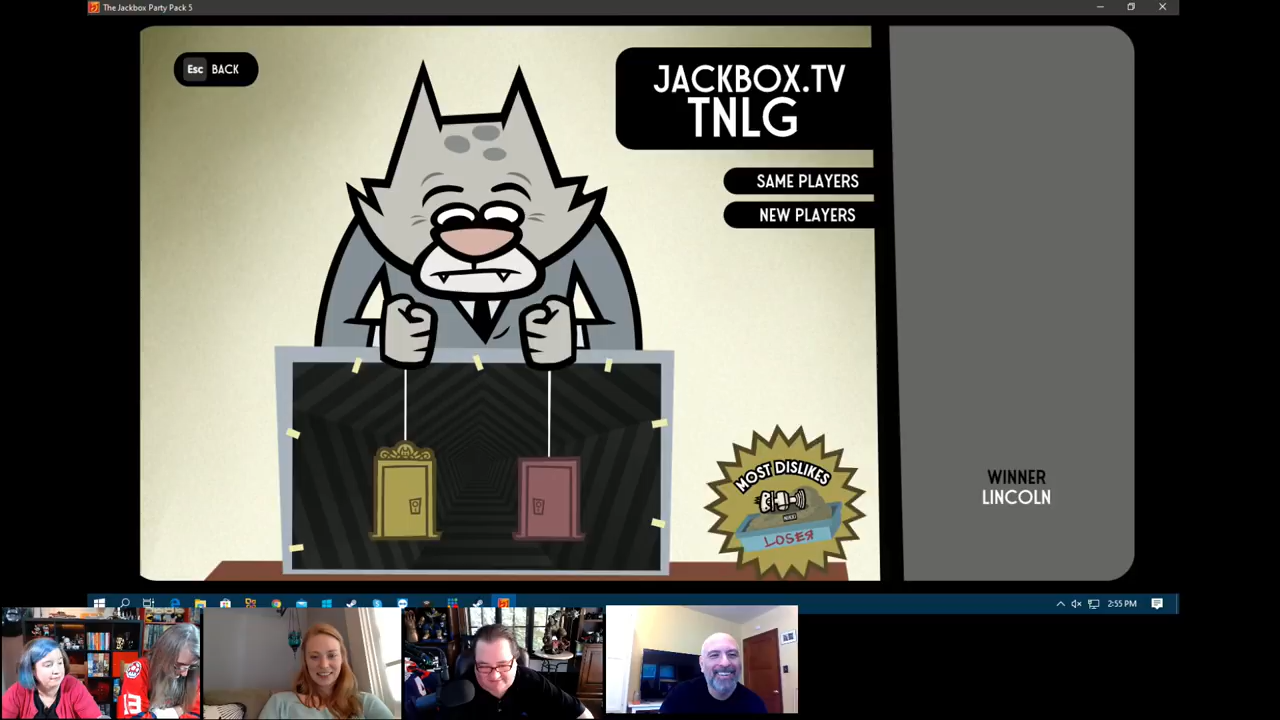 The Jackbox Party Pack 5
Esc BACK
JACKBOX.TV
TNLG
SAME PLAYERS
NEW PLAYERS
MOST DISLIKES
LOSER
WINNER
LINCOLN
2:55 PM